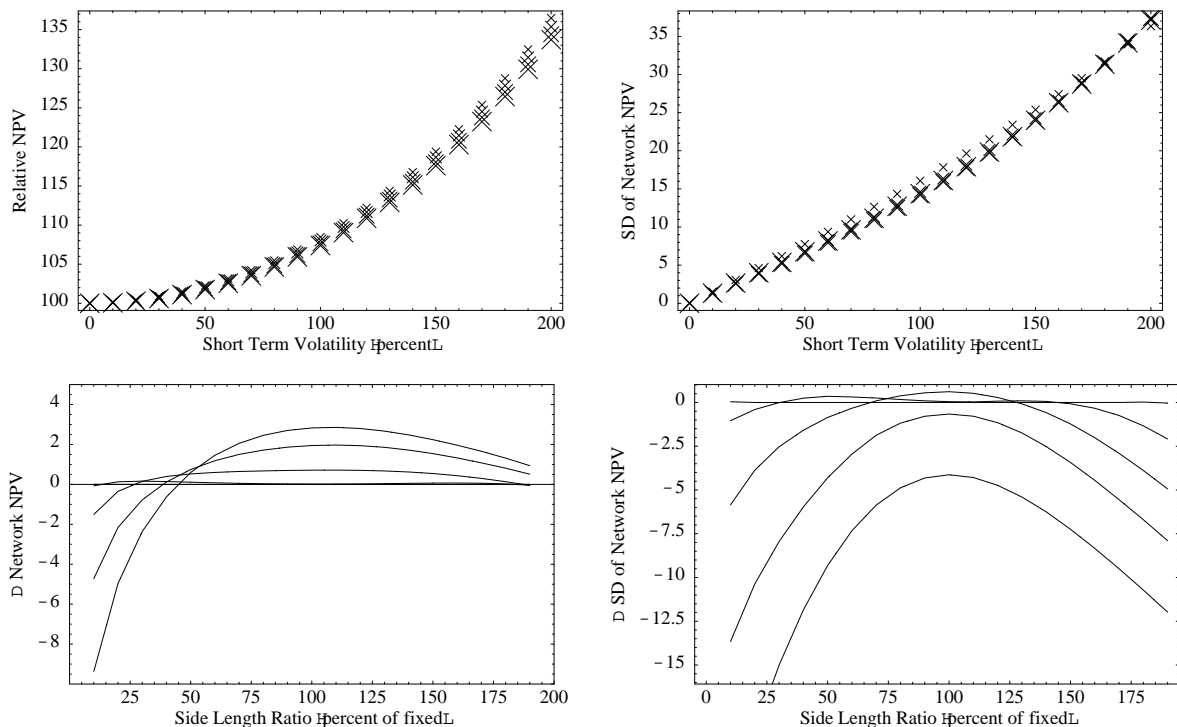 135
130
125
120
115
110
105
100
Relative NPV
0 50 100 150 200
Short Term Volatility HpercentL
35
30
25
20
15
10
5
0
SD of Network NPV
0 50 100 150 200
Short Term Volatility HpercentL
4
2
0
-2
-4
-6
-8
D Network NPV
25 50 75 100 125 150 175 200
Side Length Ratio Hpercent of fixedL
0
-2.5
-5
-7.5
-10
-12.5
-15
D SD of Network NPV
0 25 50 75 100 125 150 175
Side Length Ratio Hpercent of fixedL